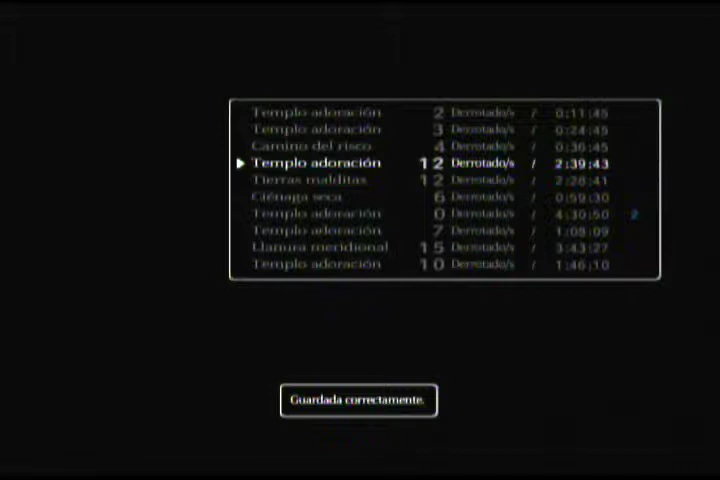 Templo adoración 2 Derrotado/s / 0:11:45
Templo adoración 3 Derrotado/s / 0:24:45
Camino del risco 4 Derrotado/s / 0:36:45
Templo adoración 12 Derrotado/s / 2:39:43
Tierras malditas 12 Derrotado/s / 2:26:41
Ciénaga seca 6 Derrotado/s / 0:59:30
Templo adoración 0 Derrotado/s / 4:30:50 2
Templo adoración 7 Derrotado/s / 1:08:09
Llanura meridional 15 Derrotado/s / 3:43:27
Templo adoración 10 Derrotado/s / 1:46:10
Guardada correctamente.